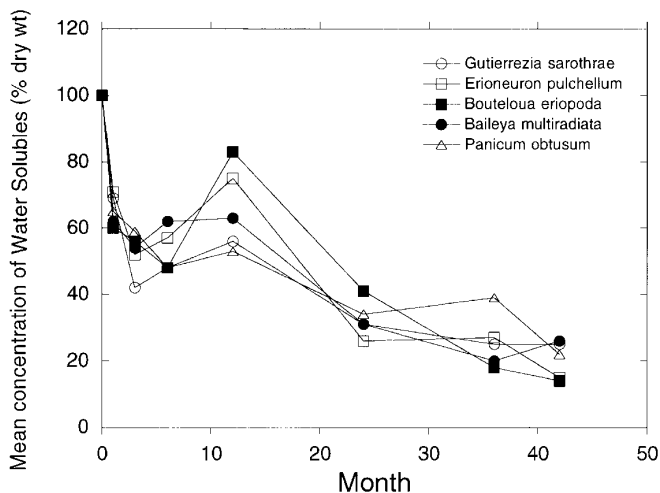 Mean concentration of Water Solubles (% dry wt)
120
100
80
60
40
20
0
Gutierrezia sarothrae
Erioneuron pulchellum
Bouteloua eriopoda
Baileya multiradiata
Panicum obtusum
0
10
20
30
40
50
Month